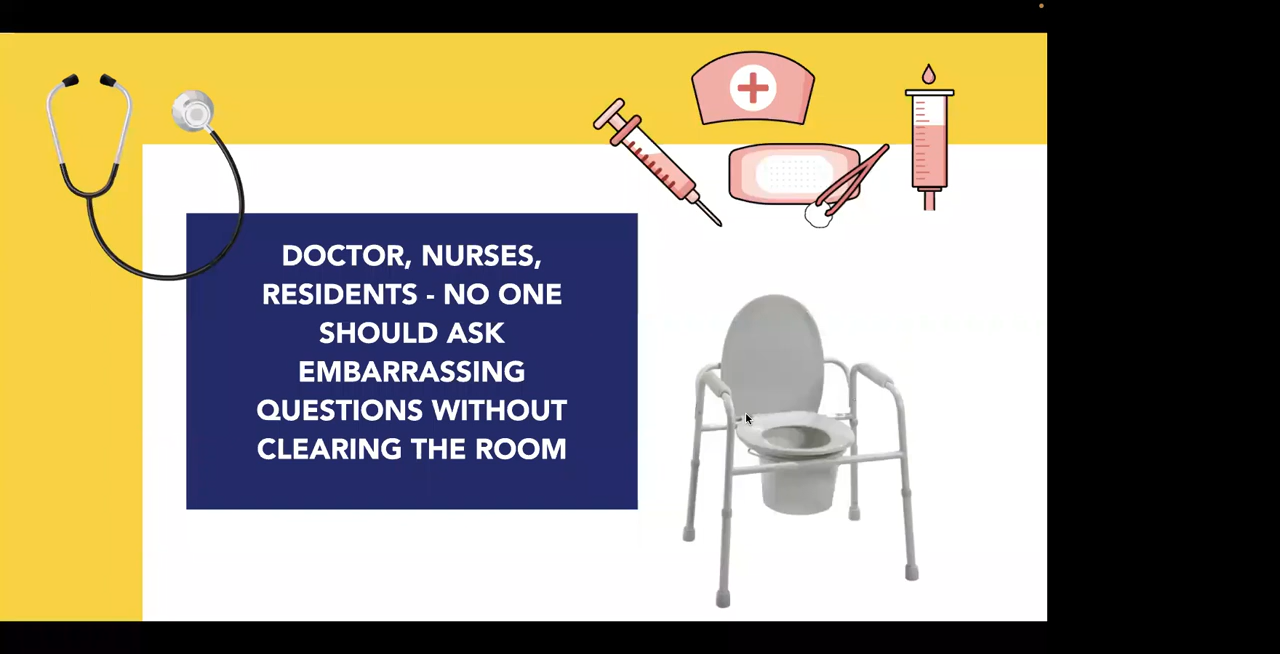 DOCTOR, NURSES,
RESIDENTS - NO ONE
SHOULD ASK
EMBARRASSING
QUESTIONS WITHOUT
CLEARING THE ROOM